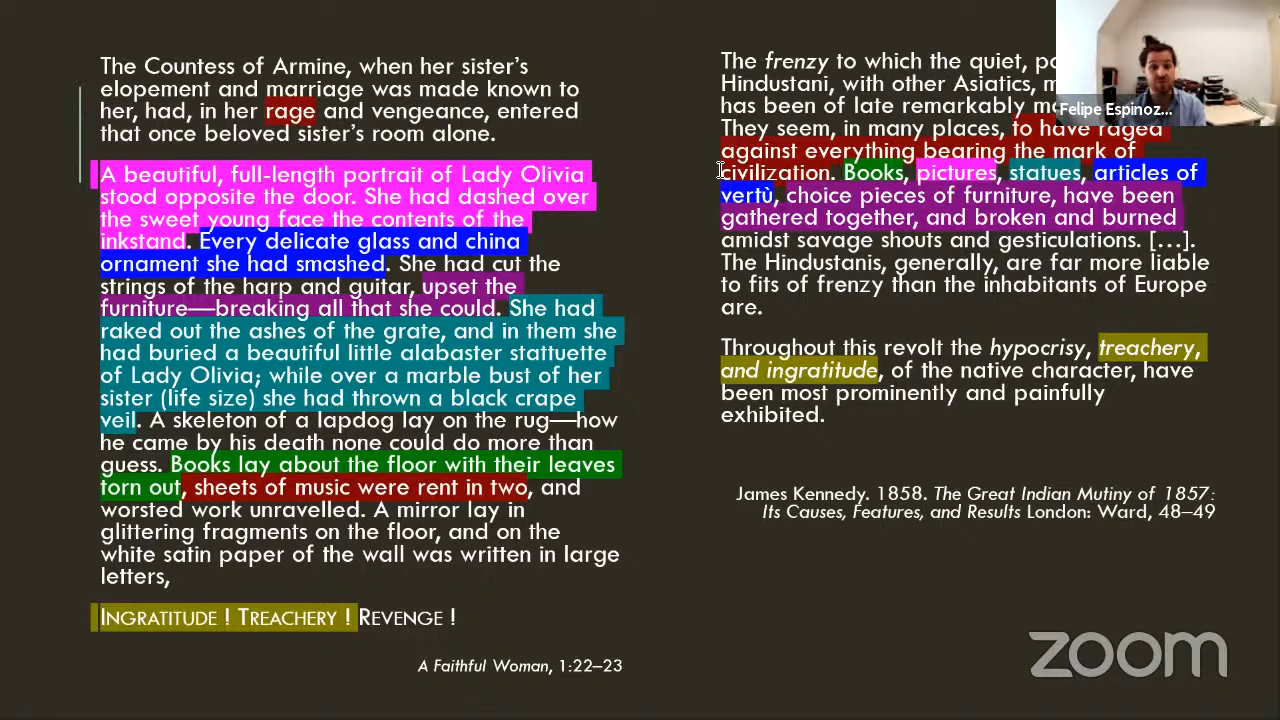 The Countess of Armine, when her sister's
elopement and marriage was made known to
her, had, in her rage and vengeance, entered
that once beloved sister's room alone.
A beautiful, full-length portrait of Lady Olivia
stood opposite the door. She had dashed over
the sweet young face the contents of the
inkstand. Every delicate glass and china
ornament she had smashed. She had cut the
strings of the harp and guitar, upset the
furniture—breaking all that she could. She had
raked out the ashes of the grate, and in them she
had buried a beautiful little alabaster stattuette
of Lady Olivia; while over a marble bust of her
sister (life size) she had thrown a black crape
veil. A skeleton of a lapdog lay on the rug—how
he came by his death none could do more than
guess. Books lay about the floor with their leaves
torn out, sheets of music were rent in two, and
worsted work unravelled. A mirror lay in
glittering fragments on the floor, and on the
white satin paper of the wall was written in large
letters,
INGRATITUDE ! TREACHERY ! REVENGE !
A Faithful Woman, 1:22–23
The frenzy to which the quiet,
Hindustani, with other Asiatics,
has been of late remarkably
They seem, in many places, to have raged
against everything bearing the mark of
civilization. Books, pictures, statues, articles of
vertù, choice pieces of furniture, have been
gathered together, and broken and burned
amidst savage shouts and gesticulations. […].
The Hindustanis, generally, are far more liable
to fits of frenzy than the inhabitants of Europe
are.
Throughout this revolt the hypocrisy, treachery,
and ingratitude, of the native character, have
been most prominently and painfully
exhibited.
James Kennedy. 1858. The Great Indian Mutiny of 1857:
Its Causes, Features, and Results London: Ward, 48–49
Felipe Espinoz...
zoom